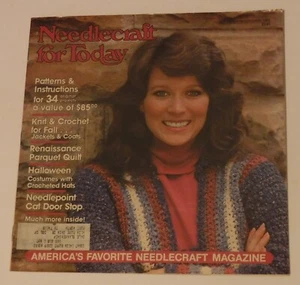 Needlecraft
for Today
Patterns &
Instructions
for 34
a value of
Knit & Crochet
for Fall
Jackets & Coats
Renaissance
Parquet Quilt
Halloween
Costumes with
Crocheted Hats
Needlepoint
Cat Door Stop
Much more inside!
AMERICA'S FAVORITE NEEDLECRAFT MAGAZINE